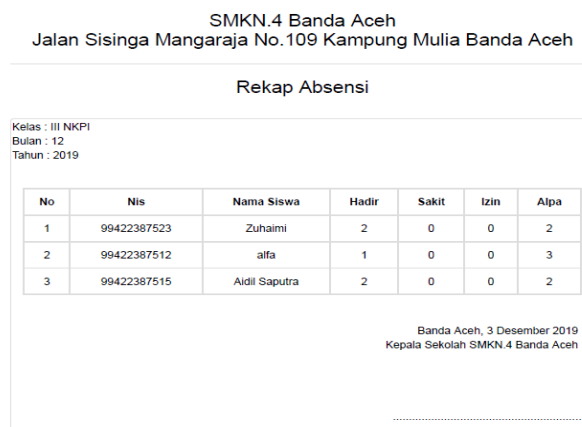 SMKN.4 Banda Aceh
Jalan Sisinga Mangaraja No.109 Kampung Mulia Banda Aceh
Rekap Absensi
Kelas : III NKPI
Bulan : 12
Tahun : 2019
No Nis Nama Siswa Hadir Sakit Izin Alpa
1 99422387523 Zuhaimi 2 0 0 2
2 99422387512 alfa 1 0 0 3
3 99422387515 Aidil Saputra 2 0 0 2
Banda Aceh, 3 Desember 2019
Kepala Sekolah SMKN.4 Banda Aceh